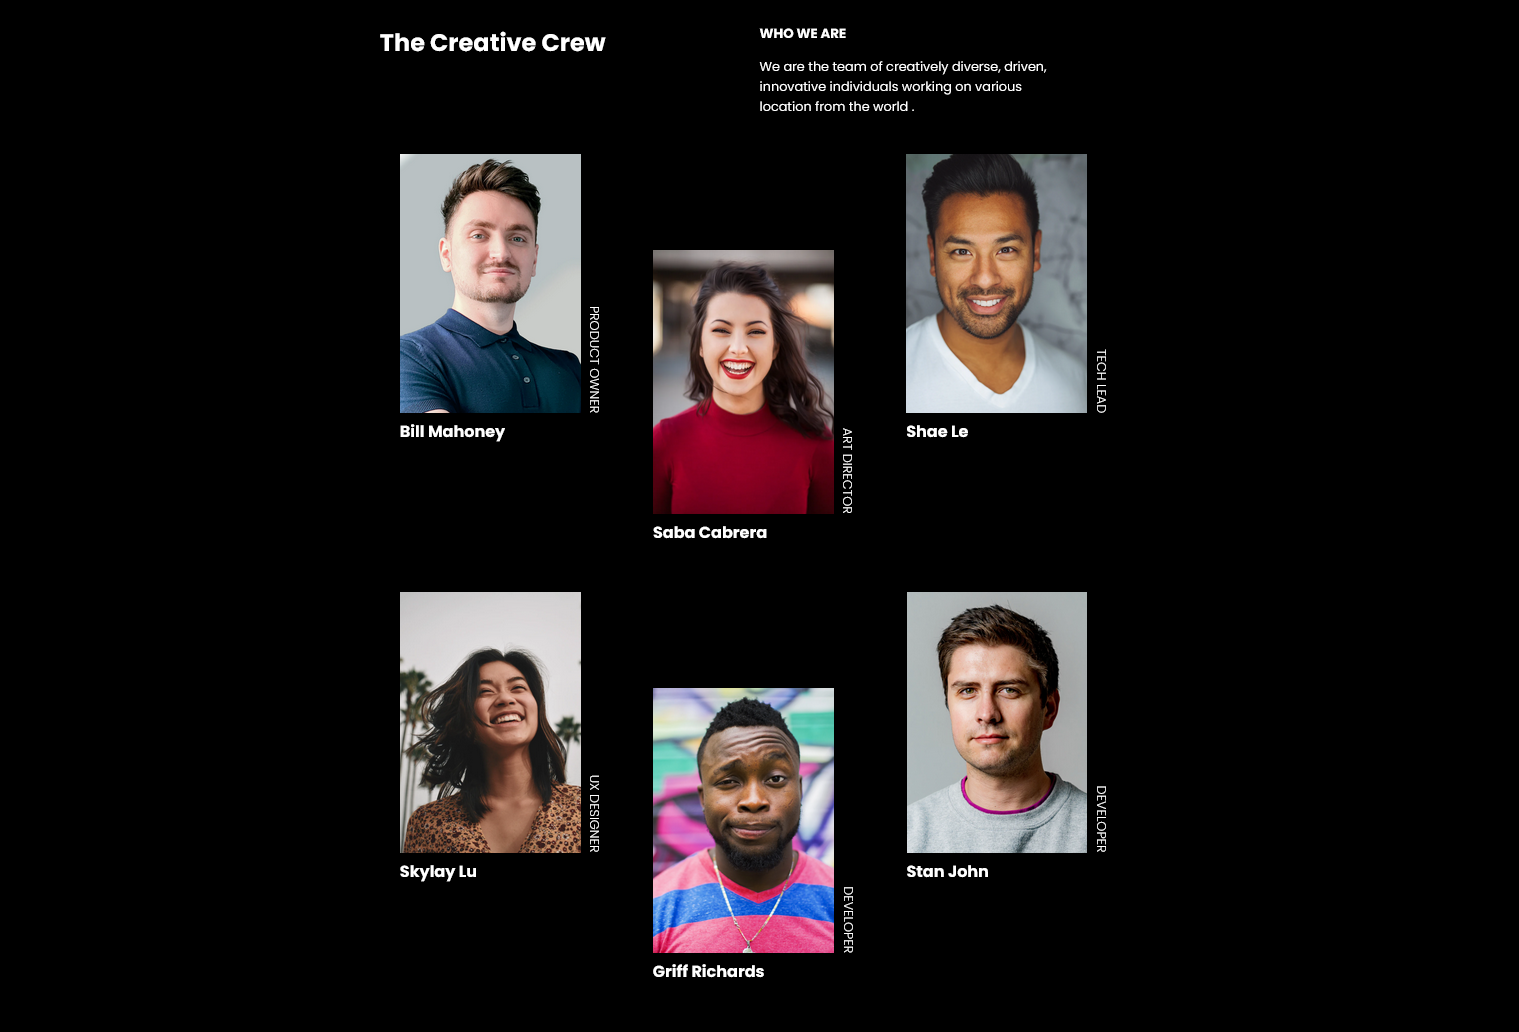 The Creative Crew
WHO WE ARE
We are the team of creatively diverse, driven,
innovative individuals working on various
location from the world .
PRODUCT OWNER
Bill Mahoney
ART DIRECTOR
Saba Cabrera
TECH LEAD
Shae Le
UX DESIGNER
Skylay Lu
DEVELOPER
Griff Richards
DEVELOPER
Stan John